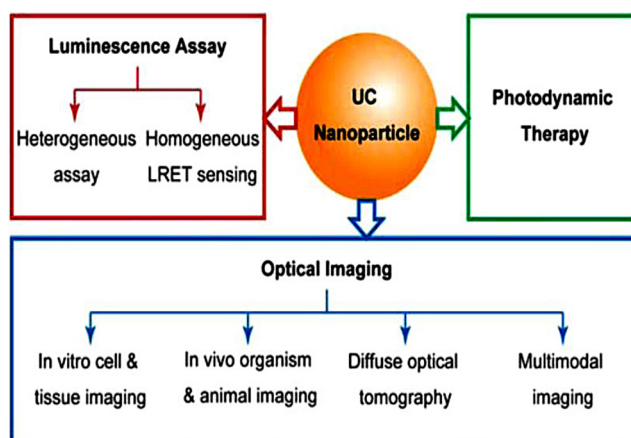 Luminescence Assay
Heterogeneous
assay
Homogeneous
LRET sensing
UC
Nanoparticle
Photodynamic
Therapy
Optical Imaging
In vitro cell &
tissue imaging
In vivo organism
& animal imaging
Diffuse optical
tomography
Multimodal
imaging